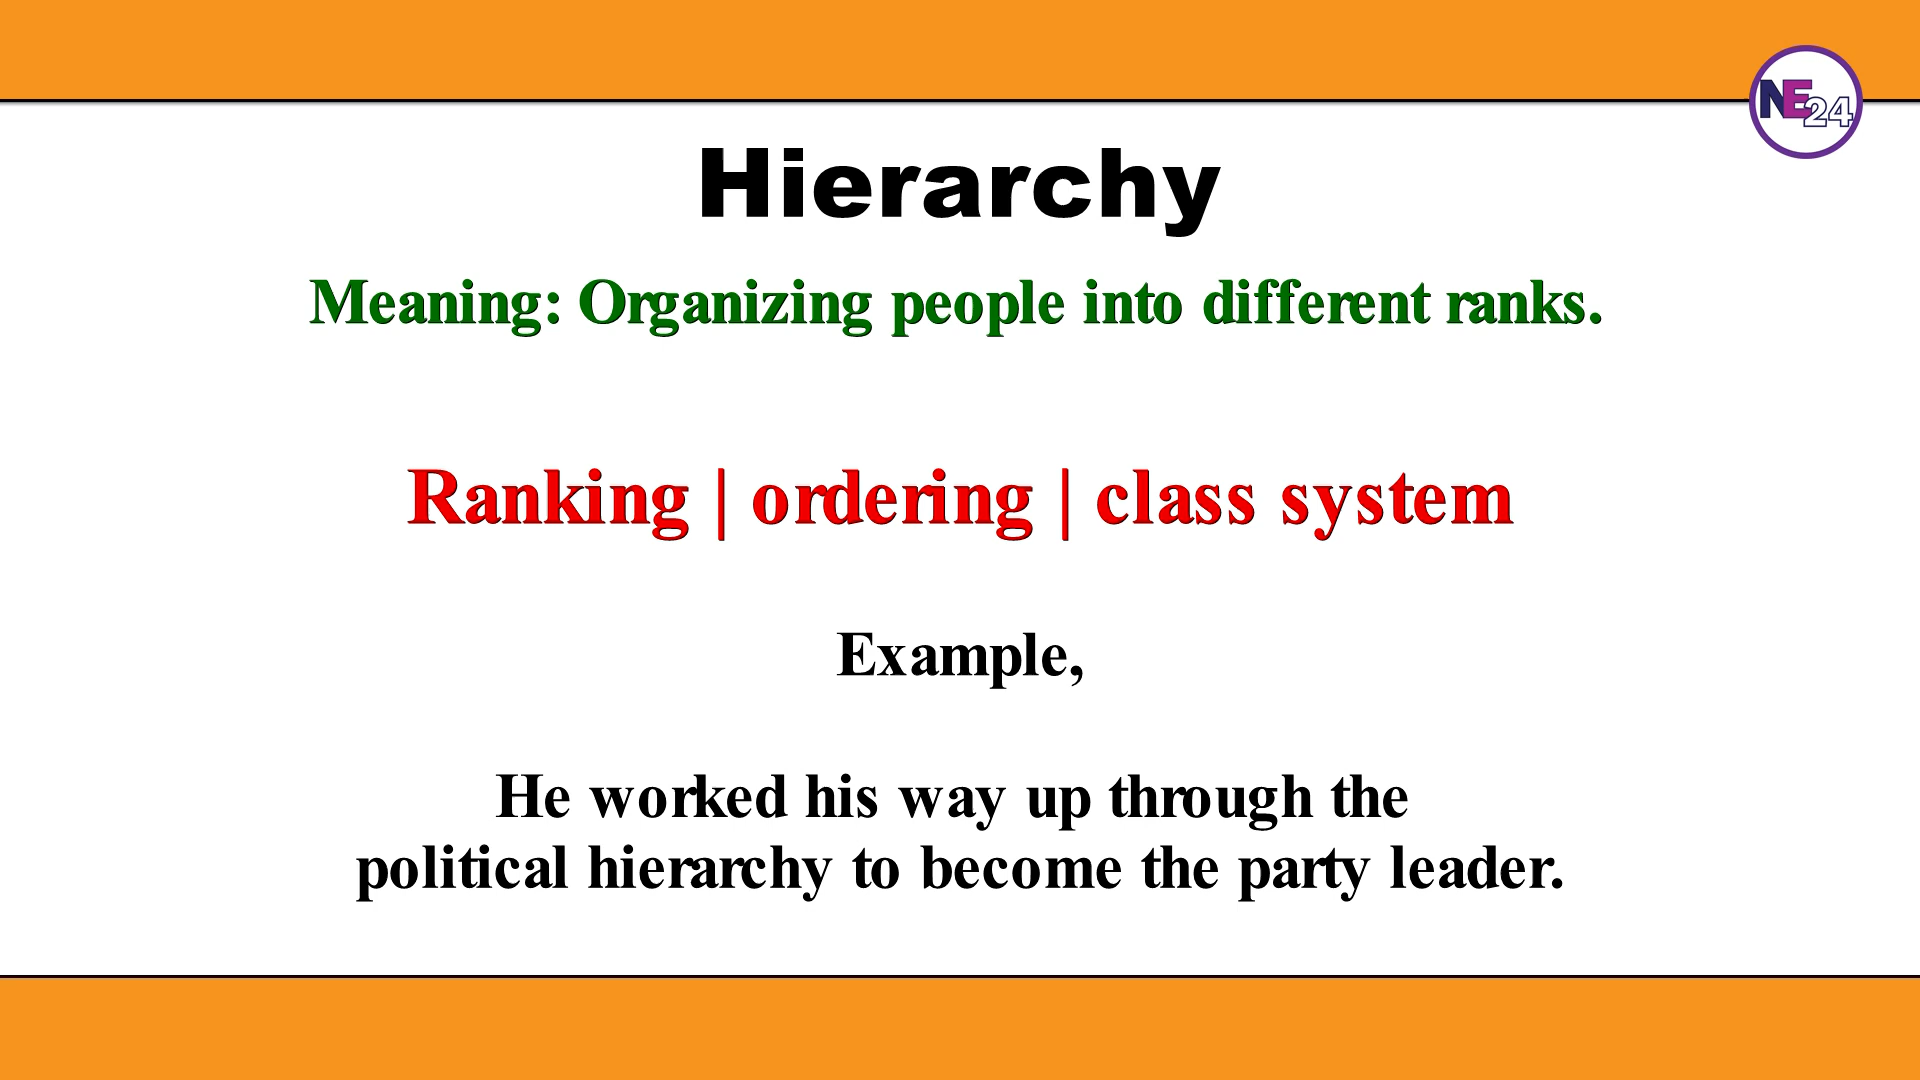 NE24
Hierarchy
Meaning: Organizing people into different ranks.
Ranking | ordering | class system
Example,
He worked his way up through the
political hierarchy to become the party leader.